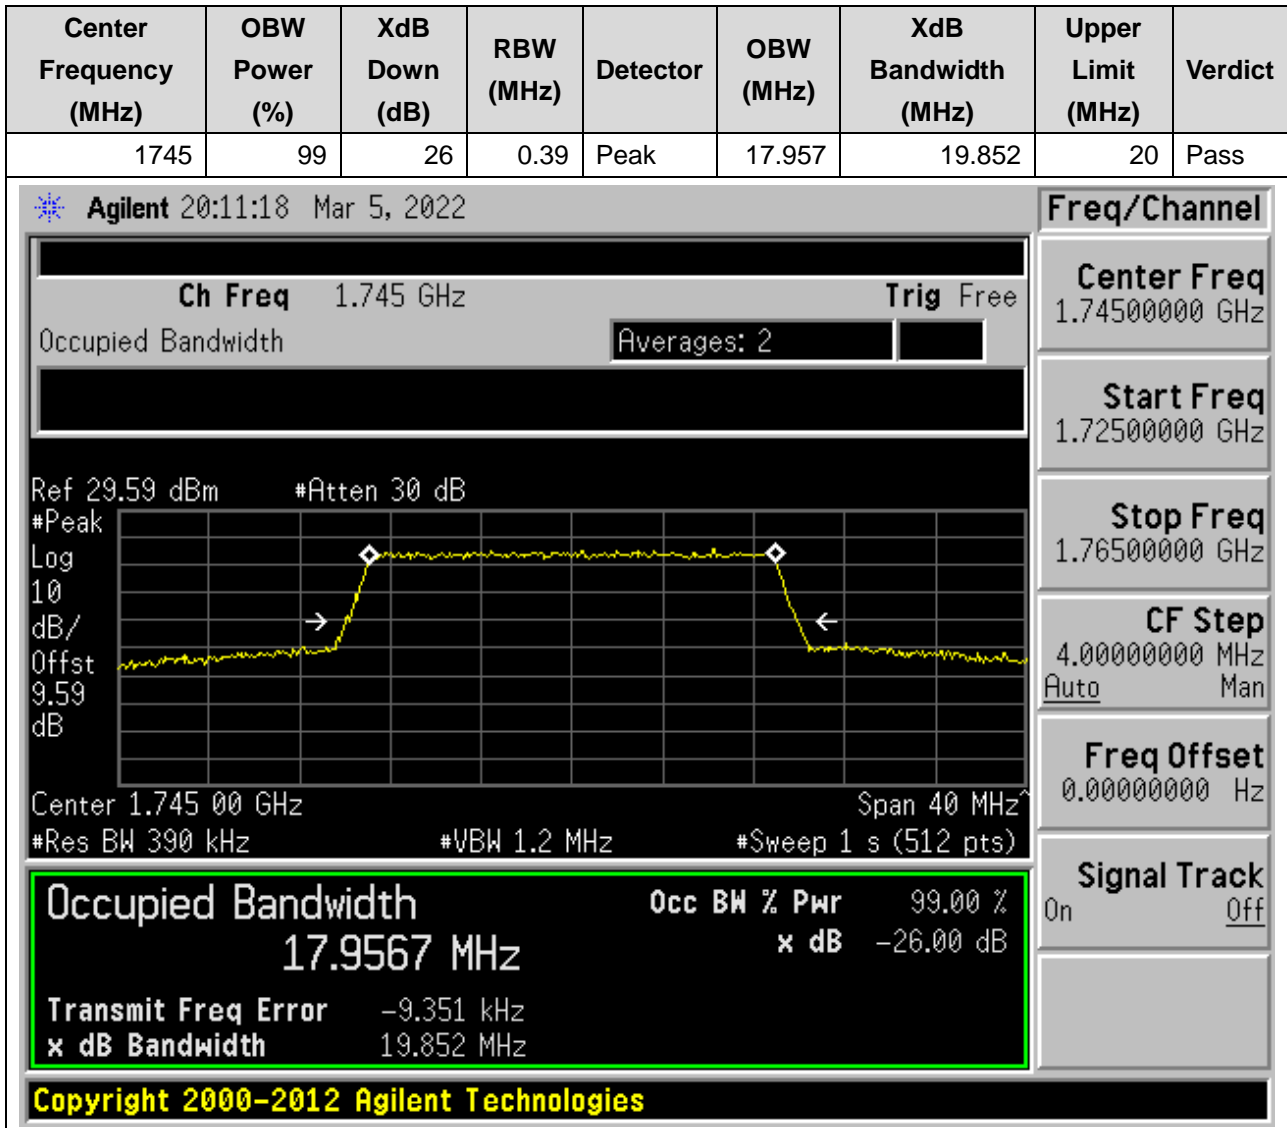 Center Frequency (MHz) OBW Power (%) XdB Down (dB) RBW (MHz) Detector OBW (MHz) XdB Bandwidth (MHz) Upper Limit (MHz) Verdict
1745 99 26 0.39 Peak 17.957 19.852 20 Pass
Agilent 20:11:18 Mar 5, 2022
Ch Freq 1.745 GHz Trig Free
Occupied Bandwidth Averages: 2
Ref 29.59 dBm #Atten 30 dB
#Peak
Log
10
dB/
Offst
9.59
dB
Center 1.745 00 GHz Span 40 MHz^
#Res BW 390 kHz #VBW 1.2 MHz #Sweep 1 s (512 pts)
Occupied Bandwidth Occ BW % Pwr 99.00 %
17.9567 MHz x dB -26.00 dB
Transmit Freq Error -9.351 kHz
x dB Bandwidth 19.852 MHz
Copyright 2000-2012 Agilent Technologies
Freq/Channel
Center Freq
1.74500000 GHz
Start Freq
1.72500000 GHz
Stop Freq
1.76500000 GHz
CF Step
4.00000000 MHz
Auto Man
Freq Offset
0.00000000 Hz
Signal Track
On Off